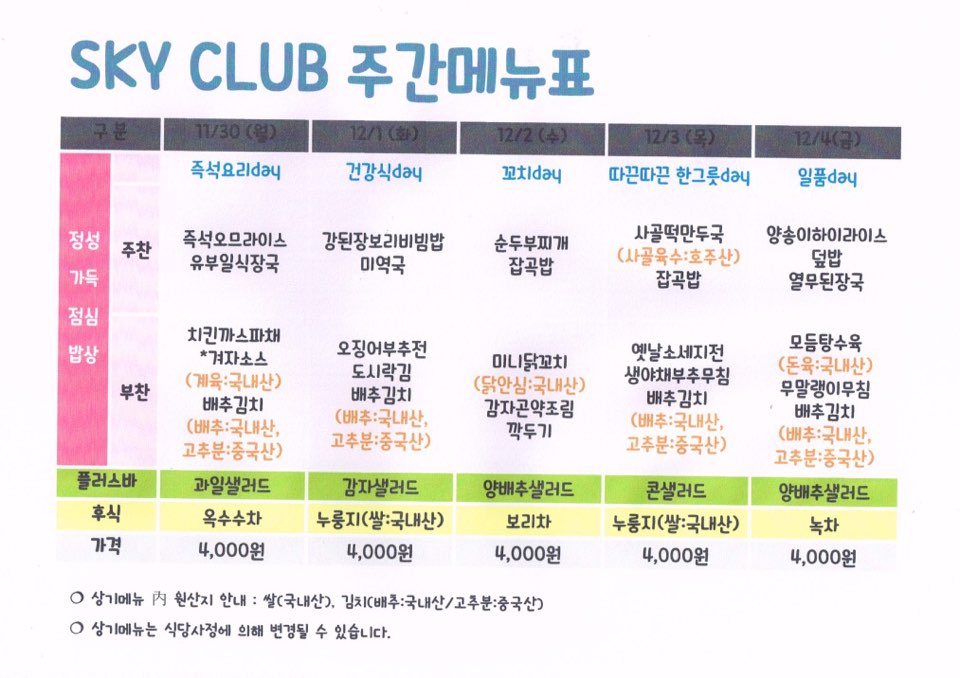 SKY CLUB 주간메뉴표
구 분 11/30 (월) 12/1 (화) 12/2 (수) 12/3 (목) 12/4(금)
즉석요리day 건강식day 꼬치day 따끈따끈 한그릇day 일품day
정성
가득
점심
밥상
주찬
즉석오므라이스
유부일식장국
강된장보리비빔밥
미역국
순두부찌개
잡곡밥
사골떡만두국
(사골육수:호주산)
잡곡밥
양송이하이라이스
덮밥
열무된장국
부찬
치킨까스파채
*겨자소스
(계육:국내산)
배추김치
(배추:국내산,
고추분:중국산)
오징어부추전
도시락김
배추김치
(배추:국내산,
고추분:중국산)
미니닭꼬치
(닭안심:국내산)
감자곤약조림
깍두기
옛날소세지전
생야채부추무침
배추김치
(배추:국내산,
고추분:중국산)
모듬탕수육
(돈육:국내산)
무말랭이무침
배추김치
(배추:국내산,
고추분:중국산)
플러스바 과일샐러드 감자샐러드 양배추샐러드 콘샐러드 양배추샐러드
후식 옥수수차 누룽지(쌀:국내산) 보리차 누룽지(쌀:국내산) 녹차
가격 4,000원 4,000원 4,000원 4,000원 4,000원
○ 상기메뉴 內 원산지 안내 : 쌀(국내산), 김치(배추:국내산/고추분:중국산)
○ 상기메뉴는 식당사정에 의해 변경될 수 있습니다.